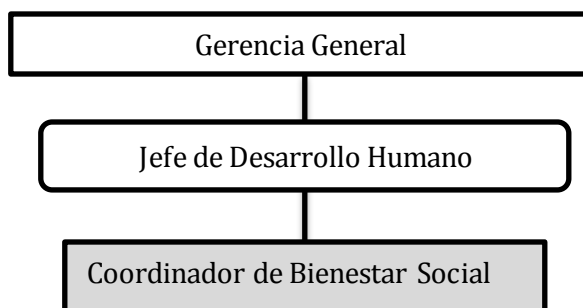 Gerencia General
Jefe de Desarrollo Humano
Coordinador de Bienestar Social